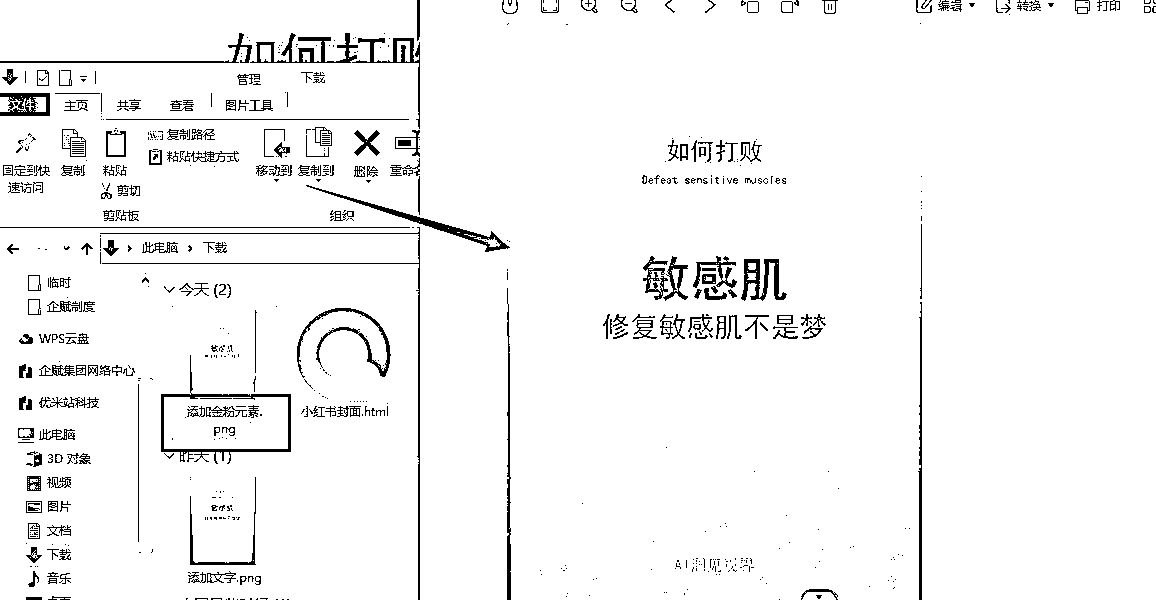 如何打败
管理
下载
文件
主页
共享
查看
图片工具
固定到快
速访问
复制
粘贴
复制路径
粘贴快捷方式
剪切
移动到
复制到
删除
重命名
剪贴板
组织
此电脑
下载
临时
企赋制度
WPS云盘
企赋集团网络中心
优米站科技
此电脑
3D 对象
视频
图片
文档
下载
音乐
今天 (2)
添加金粉元素.
png
小红书封面.html
昨天 (1)
添加文字.png
编辑
转换
打印
如何打败
Defeat sensitive muscles
敏感肌
修复敏感肌不是梦
AI洞见视界